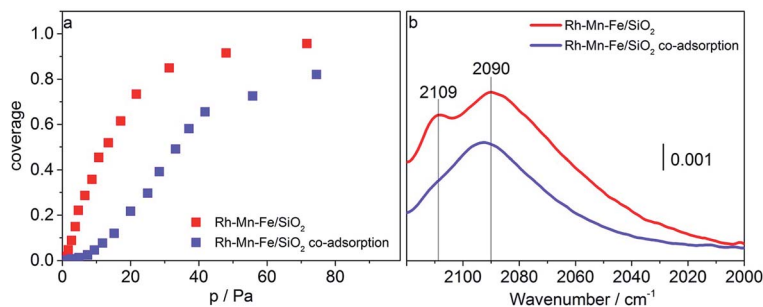 a
1.0
0.8
0.6
0.4
0.2
0.0
coverage
Rh-Mn-Fe/SiO₂
Rh-Mn-Fe/SiO₂ co-adsorption
0 20 40 60 80
p / Pa
b
Rh-Mn-Fe/SiO₂
Rh-Mn-Fe/SiO₂ co-adsorption
2109
2090
0.001
2100 2080 2060 2040 2020 2000
Wavenumber / cm⁻¹